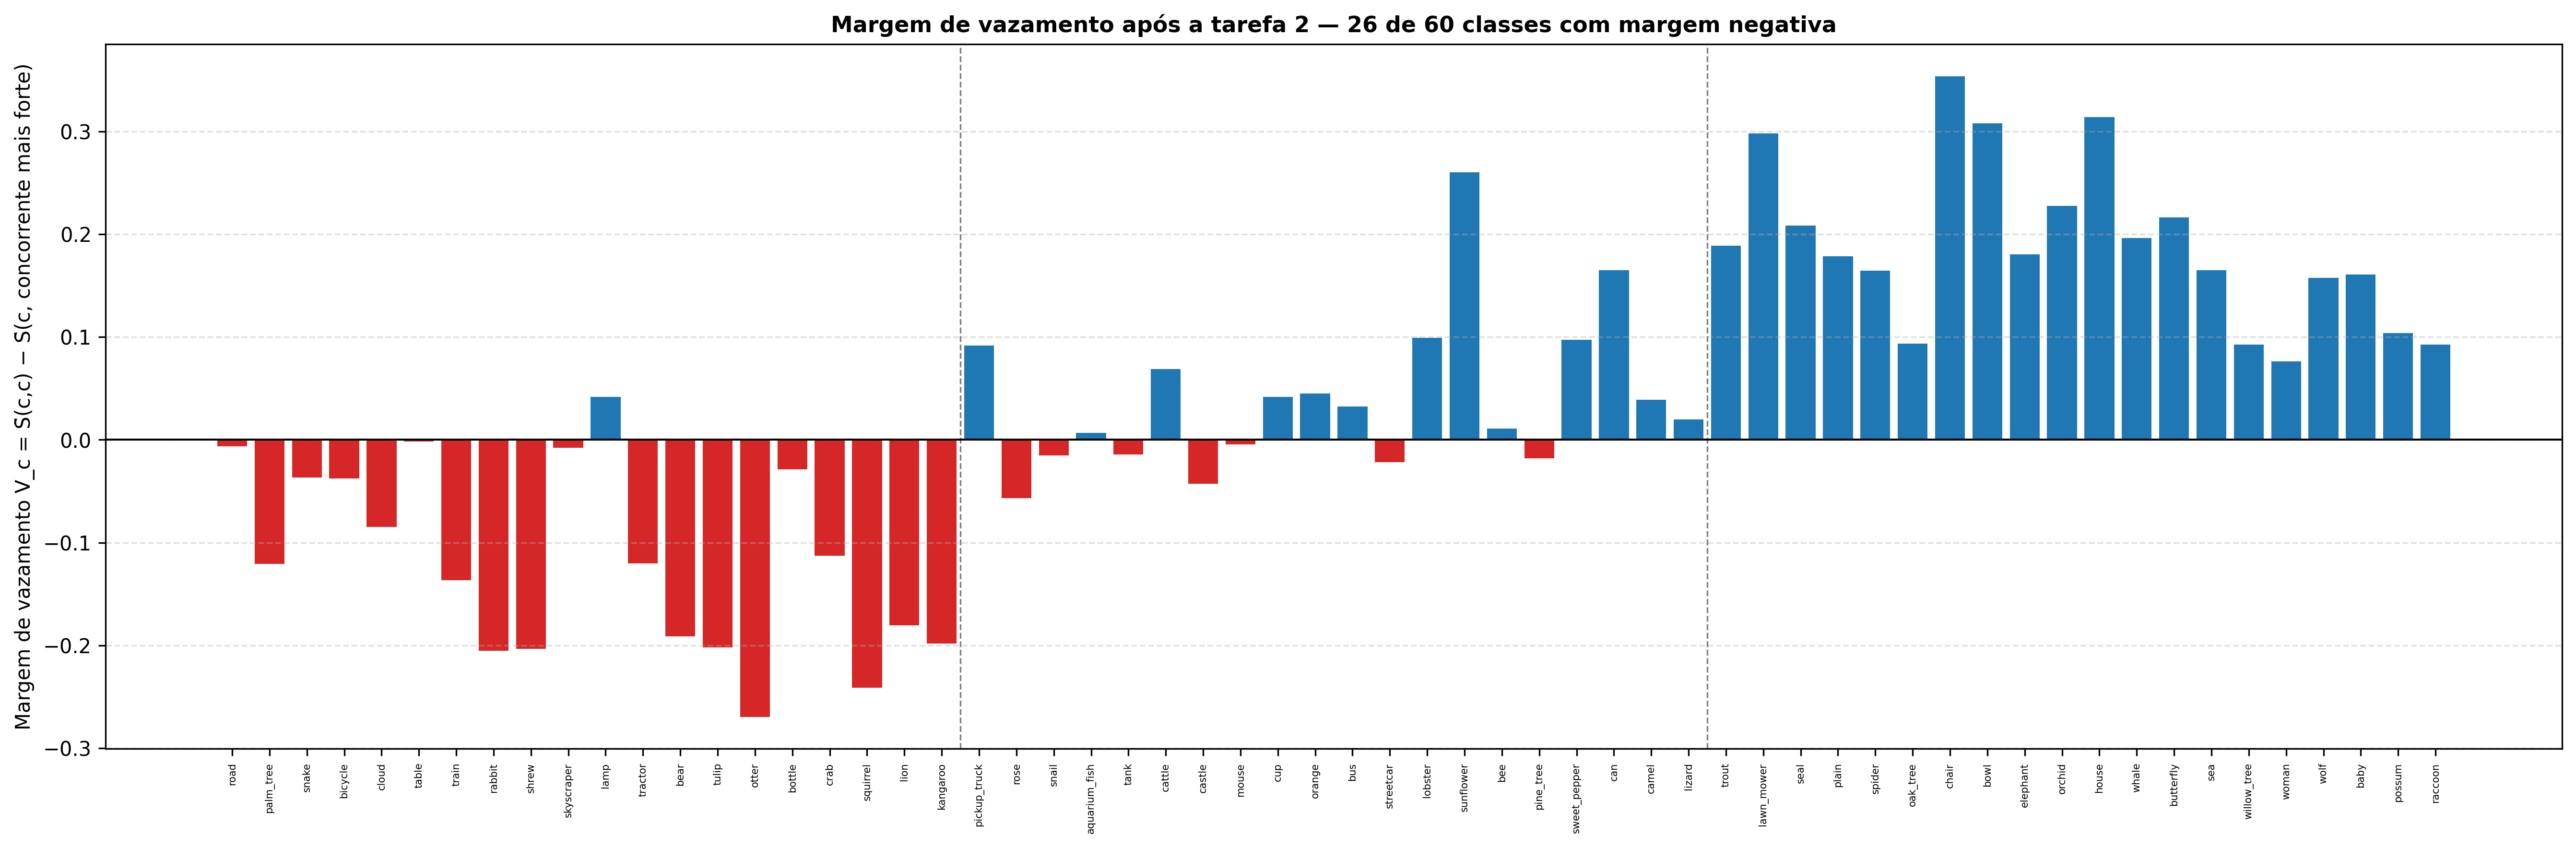 Margem de vazamento após a tarefa 2 — 26 de 60 classes com margem negativa
Margem de vazamento V_c = S(c,c) − S(c, concorrente mais forte)
0.3
0.2
0.1
0.0
−0.1
−0.2
−0.3
road
palm_tree
snake
bicycle
cloud
table
train
rabbit
shrew
skyscraper
lamp
tractor
bear
tulip
otter
bottle
crab
squirrel
lion
kangaroo
pickup_truck
rose
snail
aquarium_fish
tank
cattle
castle
mouse
cup
orange
bus
streetcar
lobster
sunflower
bee
pine_tree
sweet_pepper
can
camel
lizard
trout
lawn_mower
seal
plain
spider
oak_tree
chair
bowl
elephant
orchid
house
whale
butterfly
sea
willow_tree
woman
wolf
baby
possum
raccoon